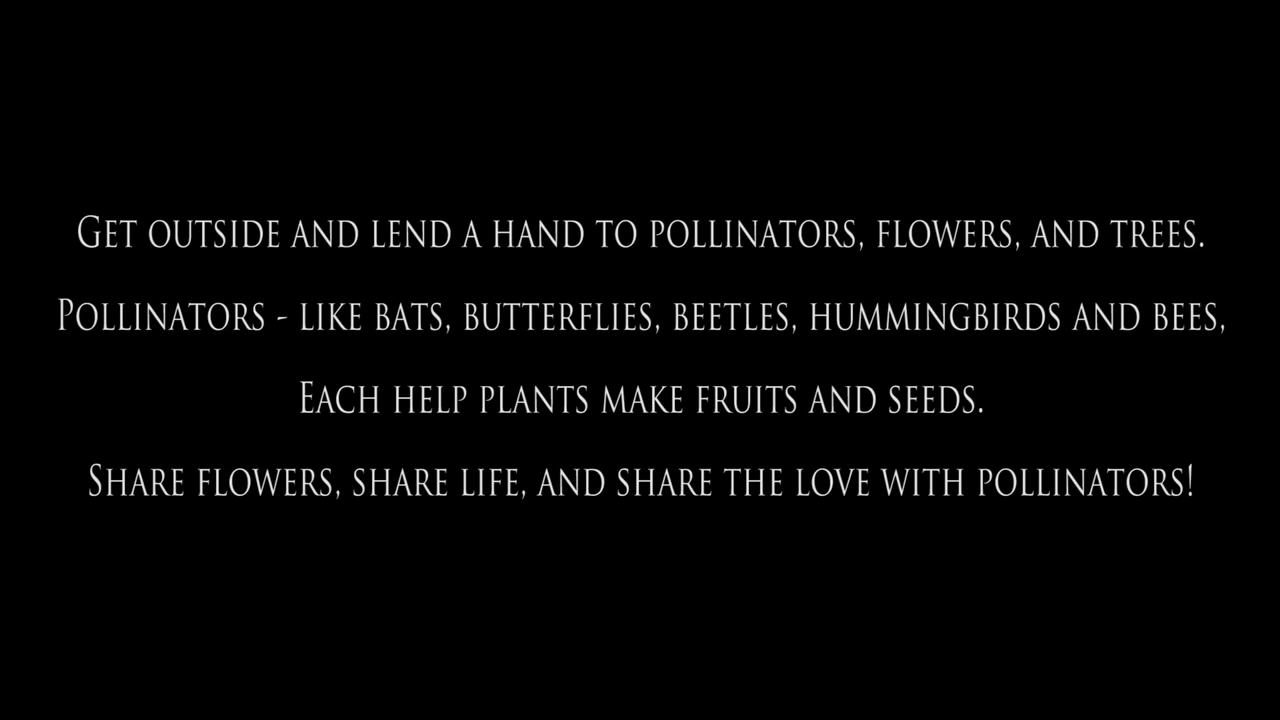 Get outside and lend a hand to pollinators, flowers, and trees.
Pollinators - like bats, butterflies, beetles, hummingbirds and bees,
Each help plants make fruits and seeds.
Share flowers, share life, and share the love with pollinators!